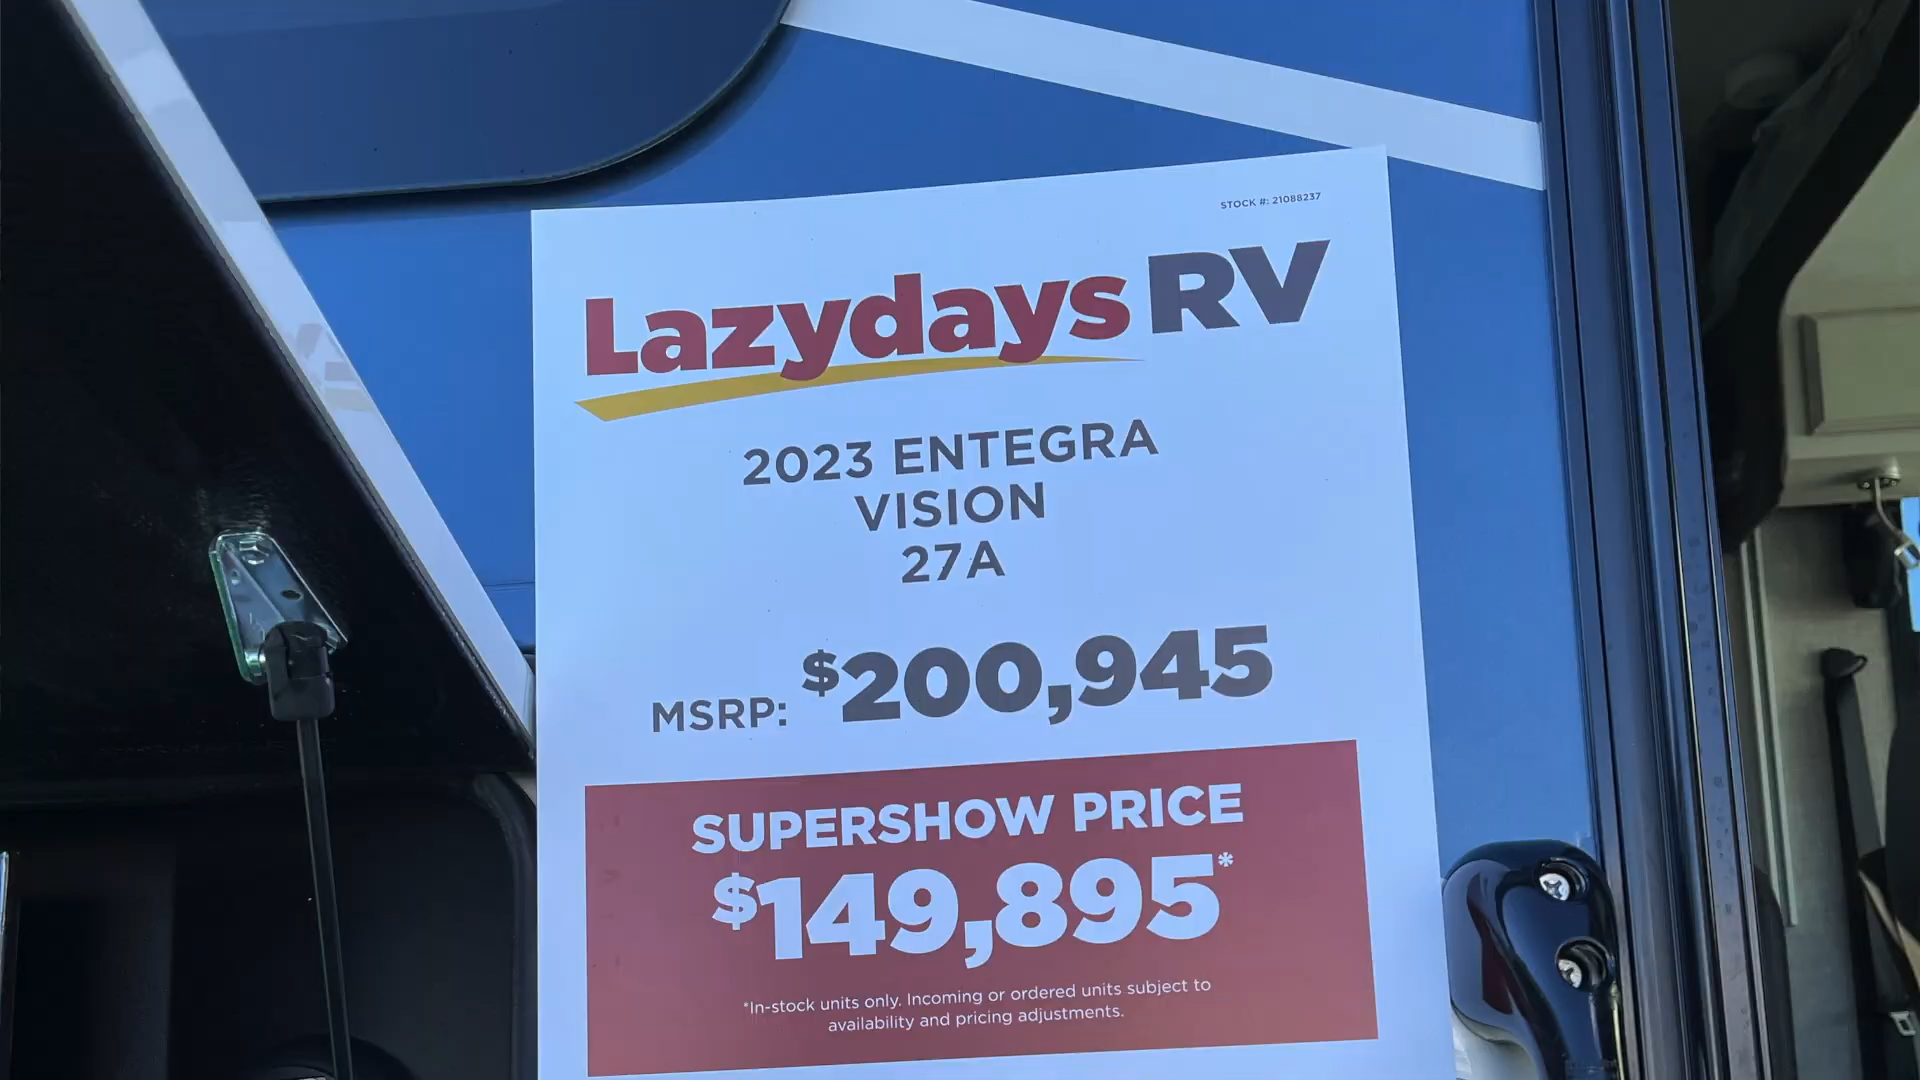 STOCK #: 21088237
Lazydays RV
2023 ENTEGRA
VISION
27A
MSRP: $200,945
SUPERSHOW PRICE
$149,895*
*In-stock units only. Incoming or ordered units subject to
availability and pricing adjustments.